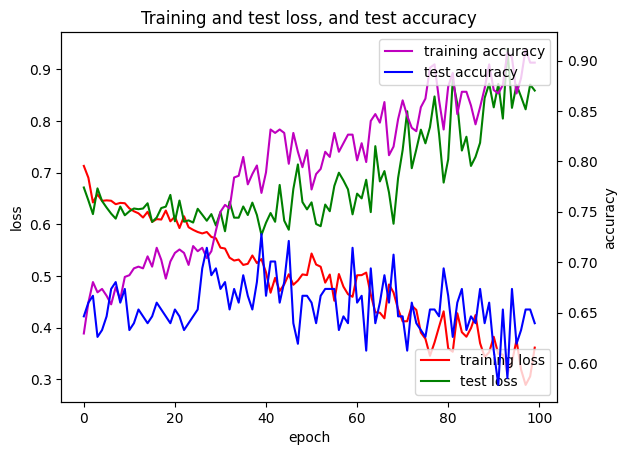 Training and test loss, and test accuracy
training accuracy
test accuracy
training loss
test loss
loss
0.9
0.8
0.7
0.6
0.5
0.4
0.3
accuracy
0.90
0.85
0.80
0.75
0.70
0.65
0.60
0
20
40
60
80
100
epoch